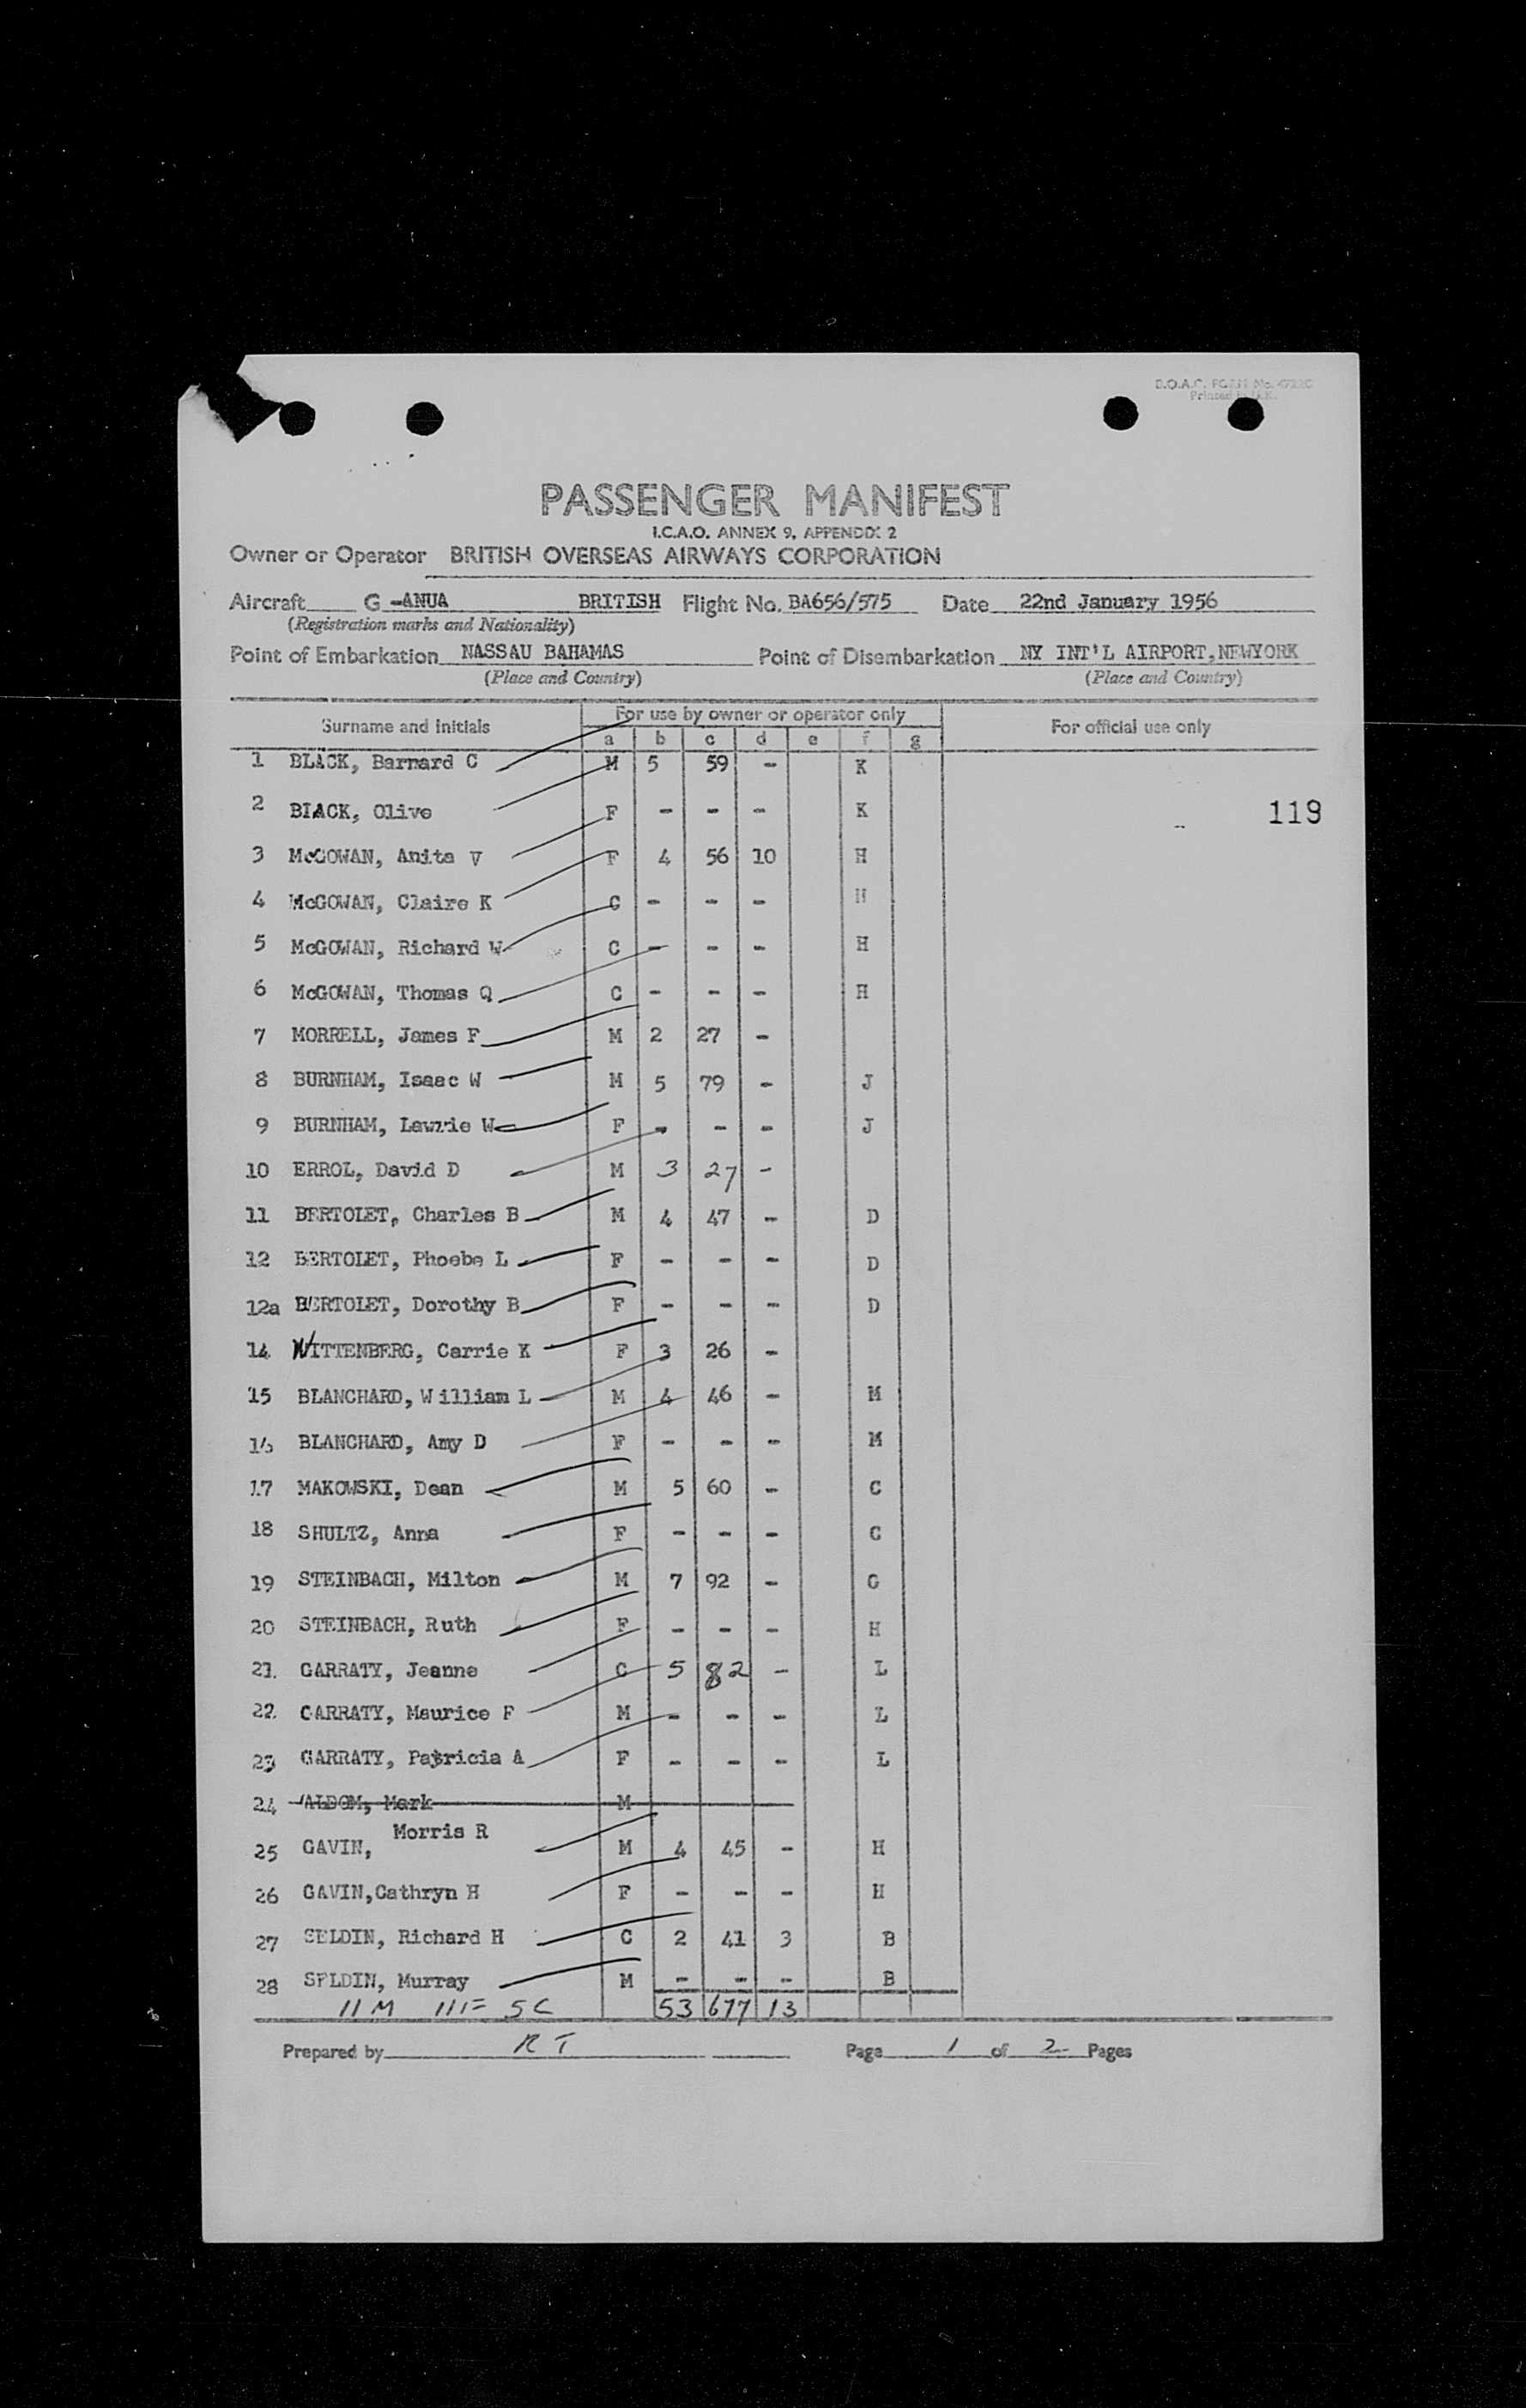 B.O.A.C. FORM No.
Printed in U.K.
PASSENGER MANIFEST
I.C.A.O. ANNEX 9, APPENDIX 2
Owner or Operator BRITISH OVERSEAS AIRWAYS CORPORATION
Aircraft G -ANUA BRITISH Flight No. BA656/575 Date 22nd January 1956
(Registration marks and Nationality)
Point of Embarkation NASSAU BAHAMAS Point of Disembarkation NY INT'L AIRPORT,NEWYORK
(Place and Country) (Place and Country)
Surname and initials For use by owner or operator only For official use only
a b c d e f g
1 BLACK, Barnard C M 5 59 - K
2 BLACK, Olive F - - - K 119
3 McGOWAN, Anita V F 4 56 10 H
4 McGOWAN, Claire K C - - - H
5 McGOWAN, Richard W C - - - H
6 McGOWAN, Thomas Q C - - - H
7 MORRELL, James F M 2 27 -
8 BURNHAM, Isaac W M 5 79 - J
9 BURNHAM, Lawrie W F - - - J
10 ERROL, David D M 3 27 -
11 BERTOLET, Charles B M 4 47 - D
12 BERTOLET, Phoebe L F - - - D
12a BERTOLET, Dorothy B F - - - D
14 WITTENBERG, Carrie K F 3 26 -
15 BLANCHARD, William L M 4 46 - M
16 BLANCHARD, Amy D F - - - M
17 MAKOWSKI, Dean M 5 60 - C
18 SHULTZ, Anna F - - - C
19 STEINBACH, Milton M 7 92 - G
20 STEINBACH, Ruth F - - - H
21 GARRATY, Jeanne C 5 82 - L
22 GARRATY, Maurice F M - - - L
23 GARRATY, Patricia A F - - - L
24 ALDOM, Mark M
Morris R
25 GAVIN, M 4 45 - H
26 GAVIN,Cathryn H F - - - H
27 SELDIN, Richard H C 2 41 3 B
28 SELDIN, Murray M - - - B
11 M 11F 5C 53 677 13
Prepared by R T Page 1 of 2 Pages